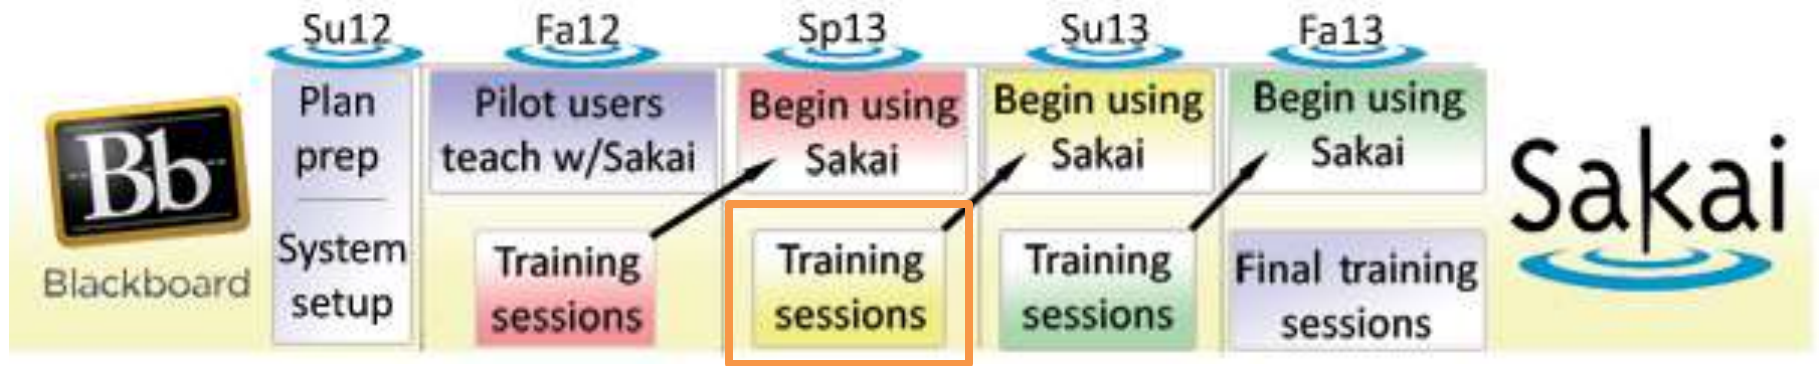 Su12
Fa12
Sp13
Su13
Fa13
Bb
Blackboard
Plan
prep
System
setup
Pilot users
teach w/Sakai
Training
sessions
Begin using
Sakai
Training
sessions
Begin using
Sakai
Training
sessions
Begin using
Sakai
Final training
sessions
Sakai